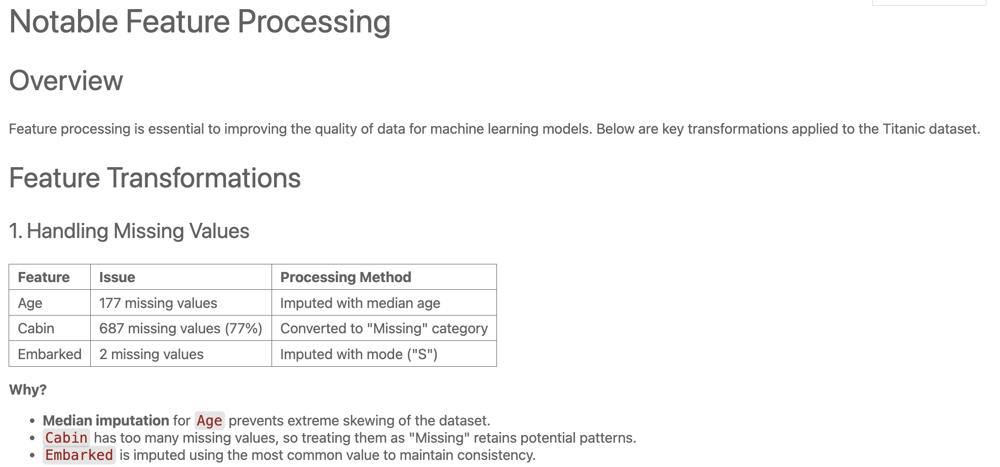 Notable Feature Processing
Overview
Feature processing is essential to improving the quality of data for machine learning models. Below are key transformations applied to the Titanic dataset.
Feature Transformations
1. Handling Missing Values
Feature Issue Processing Method
Age 177 missing values Imputed with median age
Cabin 687 missing values (77%) Converted to "Missing" category
Embarked 2 missing values Imputed with mode ("S")
Why?
• Median imputation for Age prevents extreme skewing of the dataset.
• Cabin has too many missing values, so treating them as "Missing" retains potential patterns.
• Embarked is imputed using the most common value to maintain consistency.